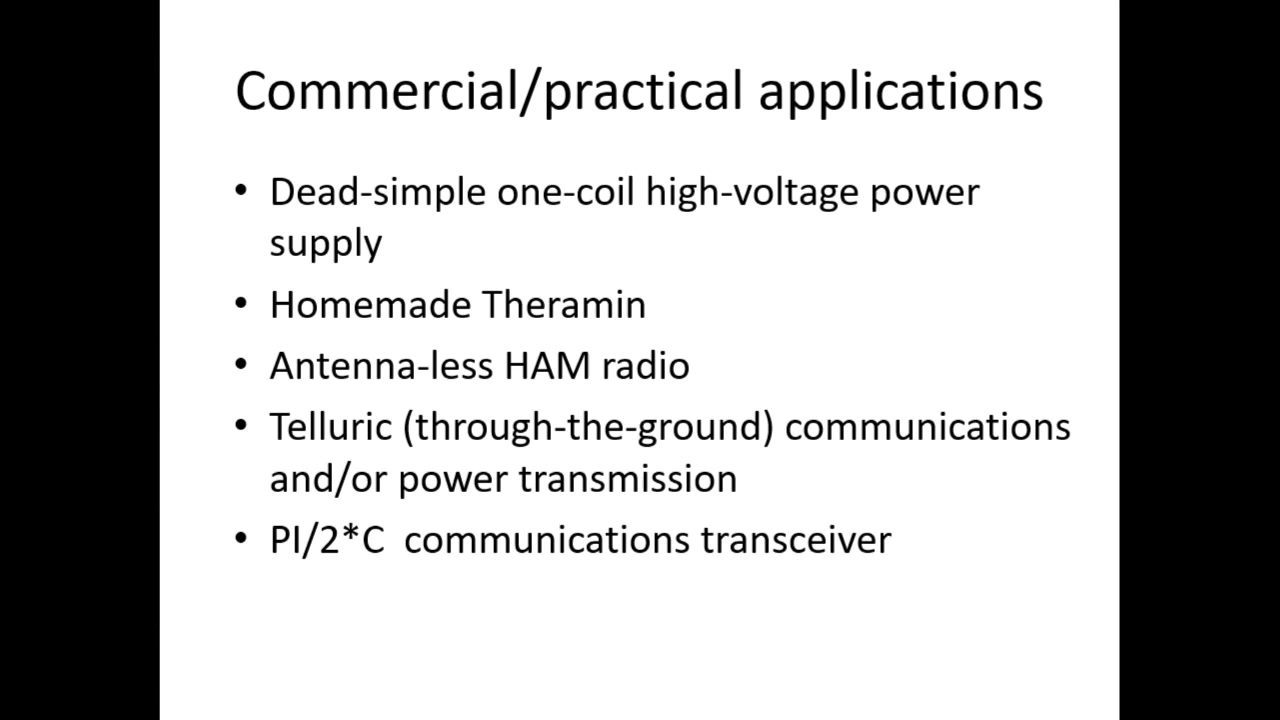 Commercial/practical applications
• Dead-simple one-coil high-voltage power
supply
• Homemade Theramin
• Antenna-less HAM radio
• Telluric (through-the-ground) communications
and/or power transmission
• PI/2*C  communications transceiver